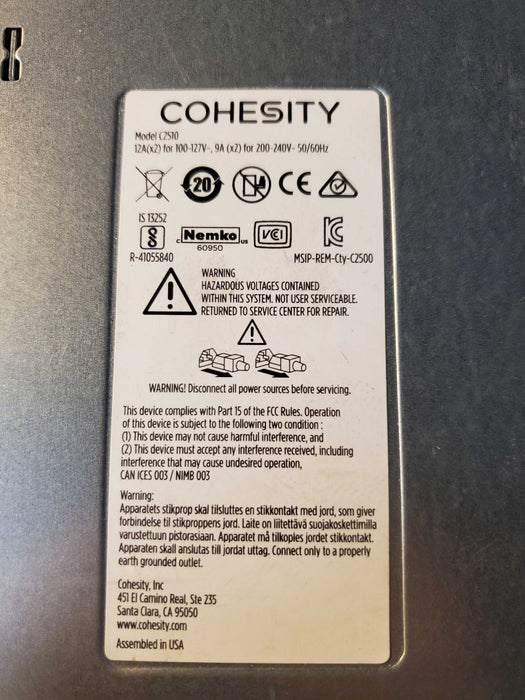 COHESITY
Model C2510
12A(x2) for 100-127V~, 9A (x2) for 200-240V~ 50/60Hz
20
CE
IS 13252
R-41055840
c Nemko us
60950
VCI
MSIP-REM-Cty-C2500
WARNING
HAZARDOUS VOLTAGES CONTAINED
WITHIN THIS SYSTEM. NOT USER SERVICEABLE.
RETURNED TO SERVICE CENTER FOR REPAIR.
WARNING! Disconnect all power sources before servicing.
This device complies with Part 15 of the FCC Rules. Operation
of this device is subject to the following two condition :
(1) This device may not cause harmful interference, and
(2) This device must accept any interference received, including
interference that may cause undesired operation,
CAN ICES 003 / NIMB 003
Warning:
Apparatets stikprop skal tilsluttes en stikkontakt med jord, som giver
forbindelse til stikproppens jord. Laite on liitettävä suojakoskettimilla
varustettuun pistorasiaan. Apparatet må tilkoples jordet stikkontakt.
Apparaten skall anslutas till jordat uttag. Connect only to a properly
earth grounded outlet.
Cohesity, Inc
451 El Camino Real, Ste 235
Santa Clara, CA 95050
www.cohesity.com
Assembled in USA